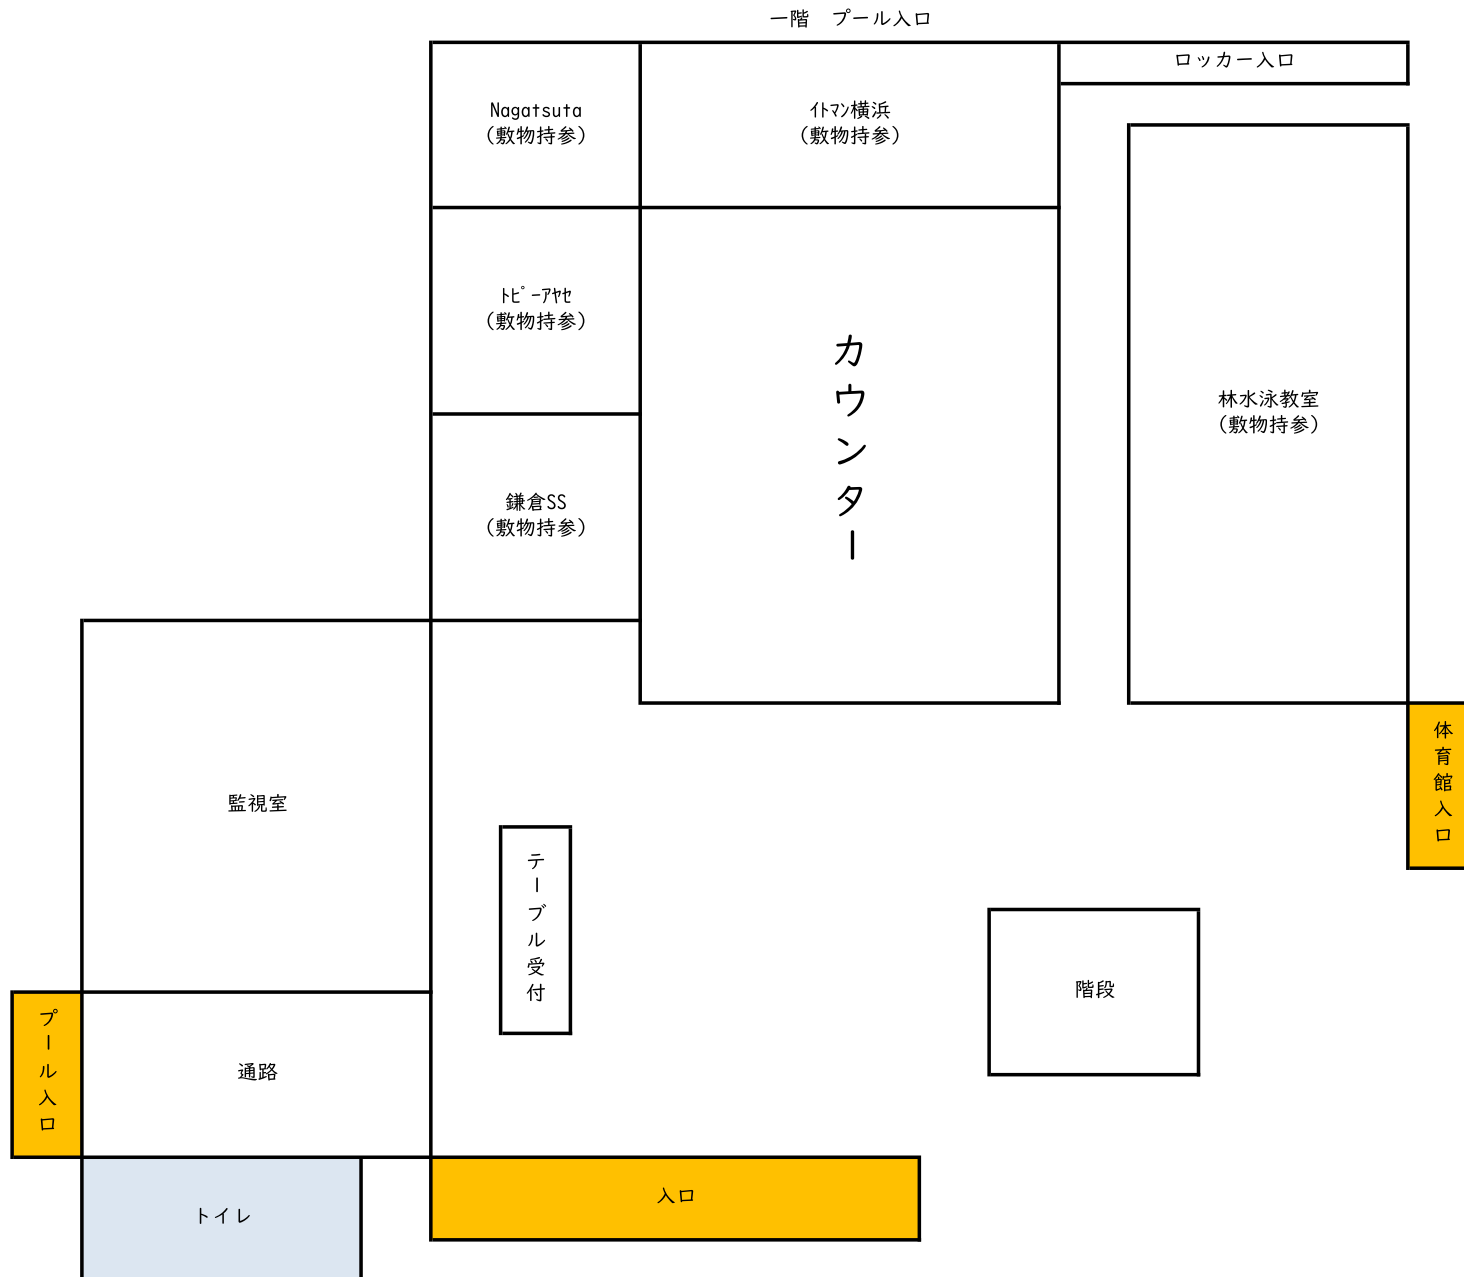 一階　プール入口
ロッカー入口
Nagatsuta
（敷物持参）
ｲﾄﾏﾝ横浜
（敷物持参）
ﾄﾋﾟｰｱﾔｾ
（敷物持参）
カウンター
林水泳教室
（敷物持参）
鎌倉SS
（敷物持参）
体育館入口
監視室
テーブル受付
階段
プール入口
通路
トイレ
入口